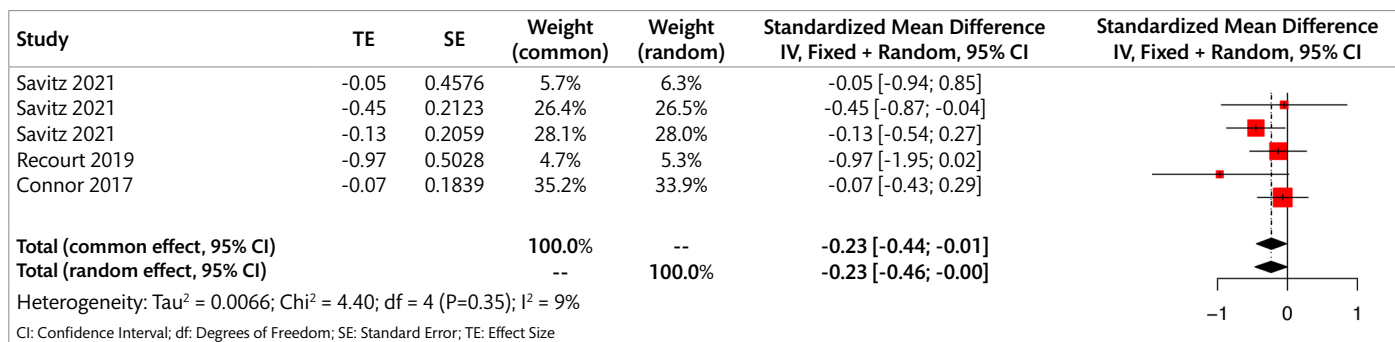 Study TE SE Weight (common) Weight (random) Standardized Mean Difference IV, Fixed + Random, 95% CI Standardized Mean Difference IV, Fixed + Random, 95% CI
Savitz 2021 -0.05 0.4576 5.7% 6.3% -0.05 [-0.94; 0.85]
Savitz 2021 -0.45 0.2123 26.4% 26.5% -0.45 [-0.87; -0.04]
Savitz 2021 -0.13 0.2059 28.1% 28.0% -0.13 [-0.54; 0.27]
Recourt 2019 -0.97 0.5028 4.7% 5.3% -0.97 [-1.95; 0.02]
Connor 2017 -0.07 0.1839 35.2% 33.9% -0.07 [-0.43; 0.29]
Total (common effect, 95% CI) 100.0% -- -0.23 [-0.44; -0.01]
Total (random effect, 95% CI) -- 100.0% -0.23 [-0.46; -0.00]
Heterogeneity: Tau² = 0.0066; Chi² = 4.40; df = 4 (P=0.35); I² = 9%
CI: Confidence Interval; df: Degrees of Freedom; SE: Standard Error; TE: Effect Size
−1 0 1